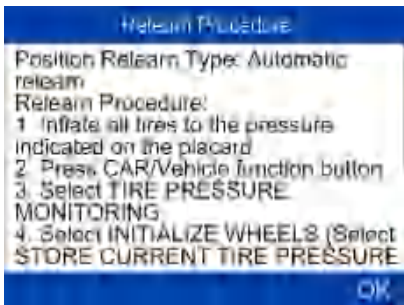 Relearn Procedure
Position Relearn Type: Automatic
relearn
Relearn Procedure:
1. Inflate all tires to the pressure
indicated on the placard
2. Press CAR/Vehicle function button
3. Select TIRE PRESSURE
MONITORING
4. Select INITIALIZE WHEELS (Select
STORE CURRENT TIRE PRESSURE
OK